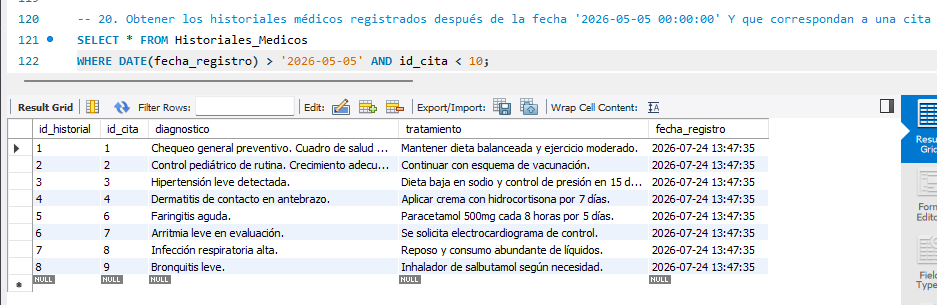 120 -- 20. Obtener los historiales médicos registrados después de la fecha '2026-05-05 00:00:00' Y que correspondan a una cita
121 SELECT * FROM Historiales_Medicos
122 WHERE DATE(fecha_registro) > '2026-05-05' AND id_cita < 10;
Result Grid Filter Rows: Edit: Export/Import: Wrap Cell Content:
id_historial id_cita diagnostico tratamiento fecha_registro
1 1 Chequeo general preventivo. Cuadro de salud ... Mantener dieta balanceada y ejercicio moderado. 2026-07-24 13:47:35
2 2 Control pediátrico de rutina. Crecimiento adecu... Continuar con esquema de vacunación. 2026-07-24 13:47:35
3 3 Hipertensión leve detectada. Dieta baja en sodio y control de presión en 15 d... 2026-07-24 13:47:35
4 4 Dermatitis de contacto en antebrazo. Aplicar crema con hidrocortisona por 7 días. 2026-07-24 13:47:35
5 6 Faringitis aguda. Paracetamol 500mg cada 8 horas por 5 días. 2026-07-24 13:47:35
6 7 Arritmia leve en evaluación. Se solicita electrocardiograma de control. 2026-07-24 13:47:35
7 8 Infección respiratoria alta. Reposo y consumo abundante de líquidos. 2026-07-24 13:47:35
8 9 Bronquitis leve. Inhalador de salbutamol según necesidad. 2026-07-24 13:47:35
NULL NULL NULL NULL NULL
Resu
Grid
Form
Edito
Field
Type